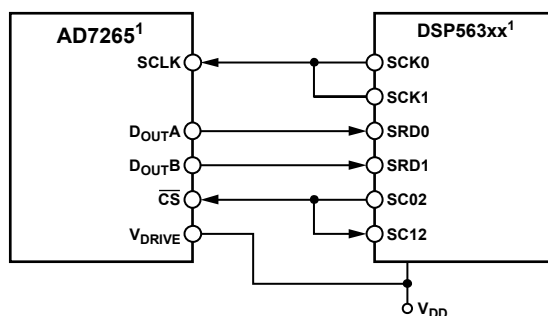 AD7265¹
DSP563xx¹
SCLK
SCK0
SCK1
DOUTA
SRD0
DOUTB
SRD1
CS
SC02
VDRIVE
SC12
VDD